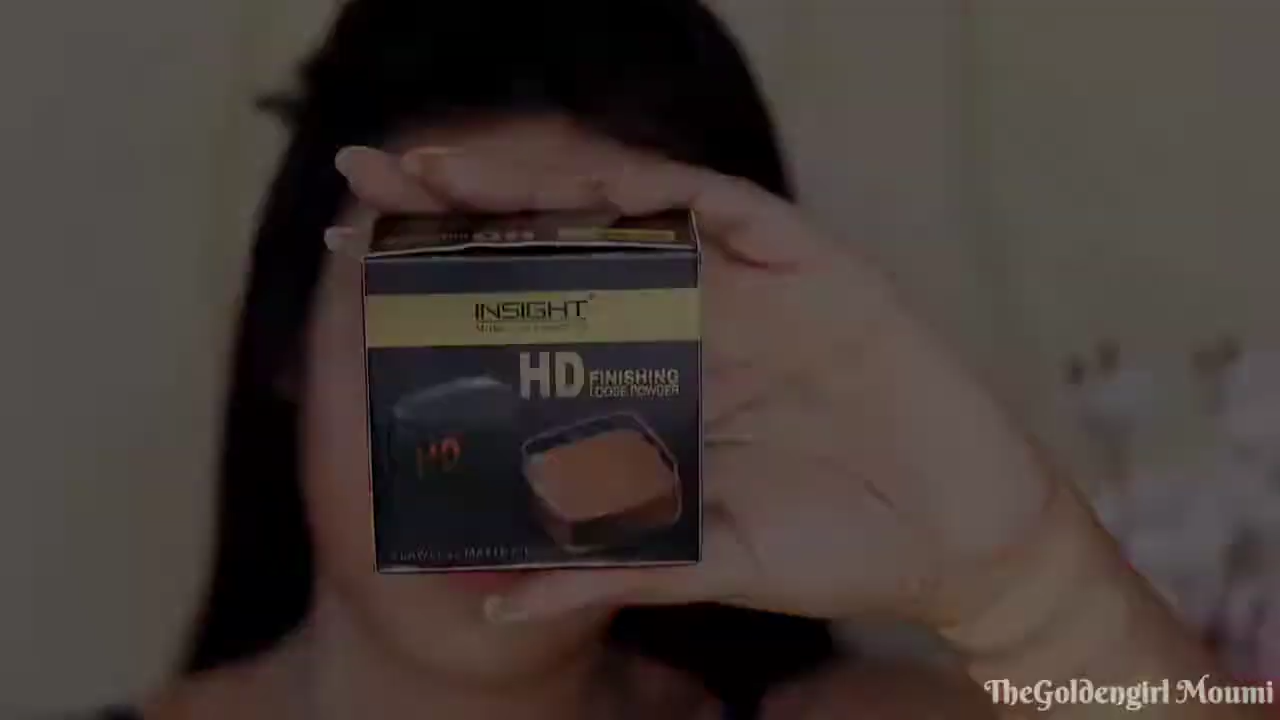 INSIGHT
HD FINISHING
LOOSE POWDER
HD
TheGoldengirl Moumi